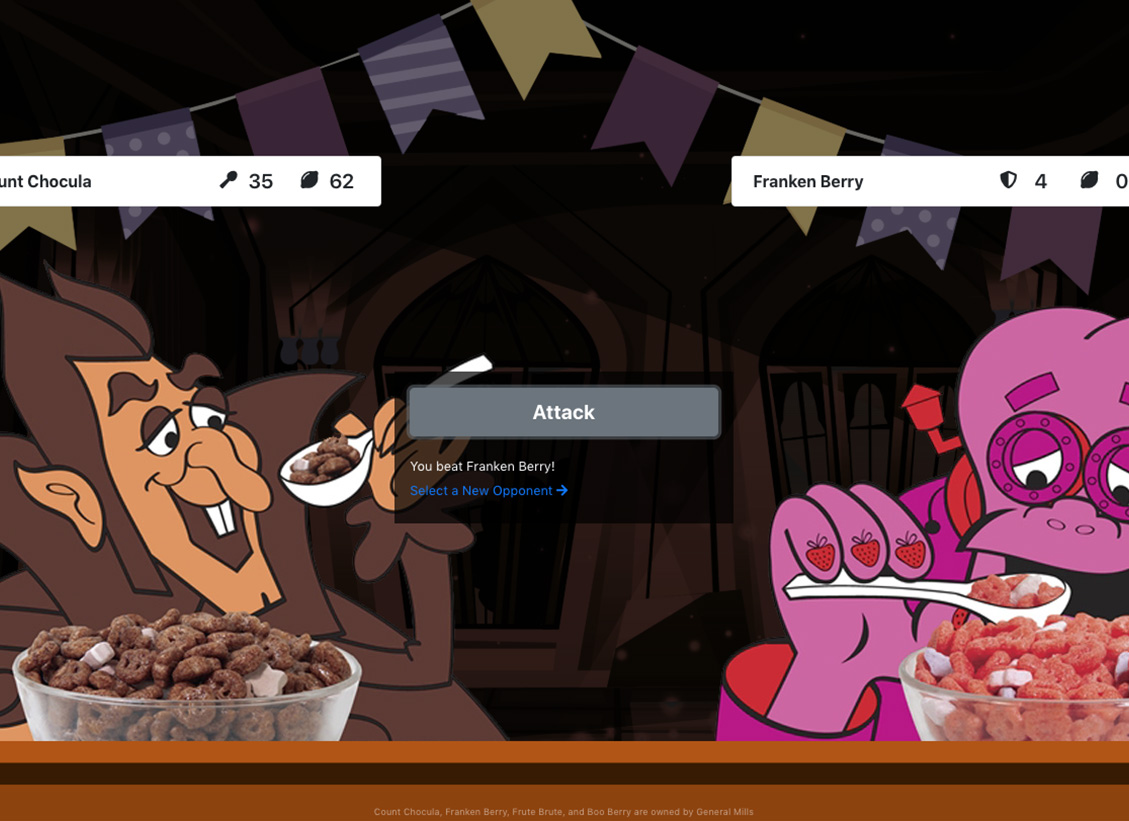 unt Chocula 35 62
Franken Berry 4 0
Attack
You beat Franken Berry!
Select a New Opponent
Count Chocula, Franken Berry, Frute Brute, and Boo Berry are owned by General Mills